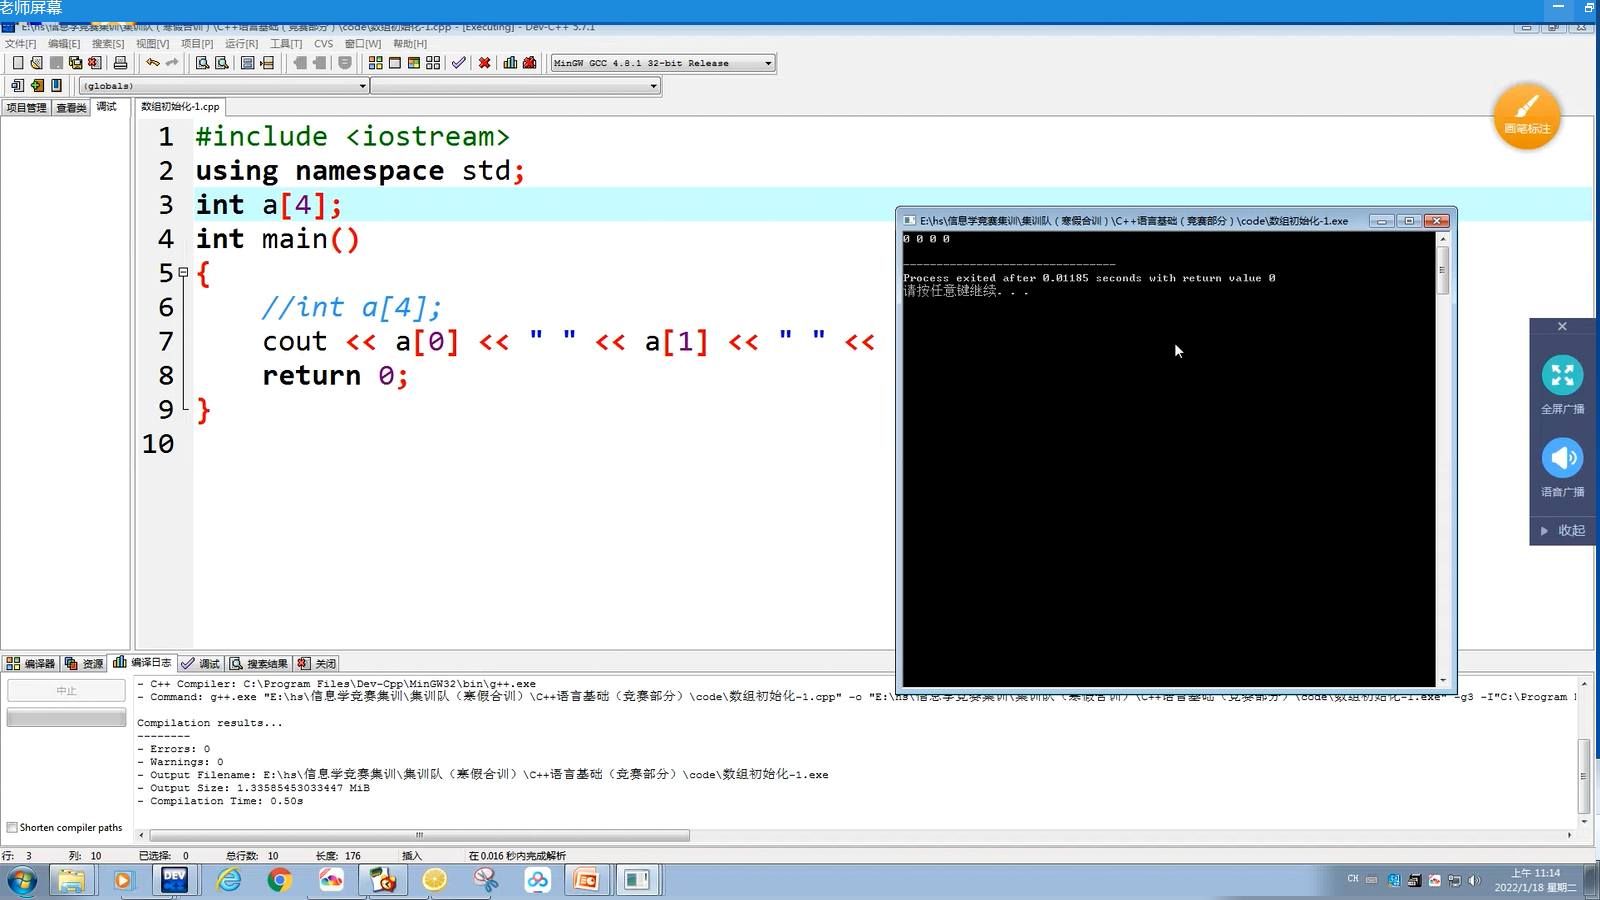 老师屏幕
E:\hs\信息学竞赛集训\集训队（寒假合训）\C++语言基础（竞赛部分）\code\数组初始化-1.cpp - [Executing] - Dev-C++ 5.7.1
文件[F] 编辑[E] 搜索[S] 视图[V] 项目[P] 运行[R] 工具[T] CVS 窗口[W] 帮助[H]
MinGW GCC 4.8.1 32-bit Release
(globals)
项目管理 查看类 调试 数组初始化-1.cpp
画笔标注
1 #include <iostream>
2 using namespace std;
3 int a[4];
4 int main()
5 {
6 //int a[4];
7 cout << a[0] << " " << a[1] << " " <<
8 return 0;
9 }
10
E:\hs\信息学竞赛集训\集训队（寒假合训）\C++语言基础（竞赛部分）\code\数组初始化-1.exe
0 0 0 0
--------------------------------
Process exited after 0.01185 seconds with return value 0
请按任意键继续. . .
全屏广播
语音广播
收起
编译器 资源 编译日志 调试 搜索结果 关闭
中止
- C++ Compiler: C:\Program Files\Dev-Cpp\MinGW32\bin\g++.exe
- Command: g++.exe "E:\hs\信息学竞赛集训\集训队（寒假合训）\C++语言基础（竞赛部分）\code\数组初始化-1.cpp" -o "E:\hs\信息学竞赛集训\集训队（寒假合训）\C++语言基础（竞赛部分）\code\数组初始化-1.exe" -g3 -I"C:\Program
Compilation results...
--------
- Errors: 0
- Warnings: 0
- Output Filename: E:\hs\信息学竞赛集训\集训队（寒假合训）\C++语言基础（竞赛部分）\code\数组初始化-1.exe
- Output Size: 1.33585453033447 MiB
- Compilation Time: 0.50s
Shorten compiler paths
行: 3 列: 10 已选择: 0 总行数: 10 长度: 176 插入 在 0.016 秒内完成解析
DEV
CH
上午 11:14
2022/1/18 星期二